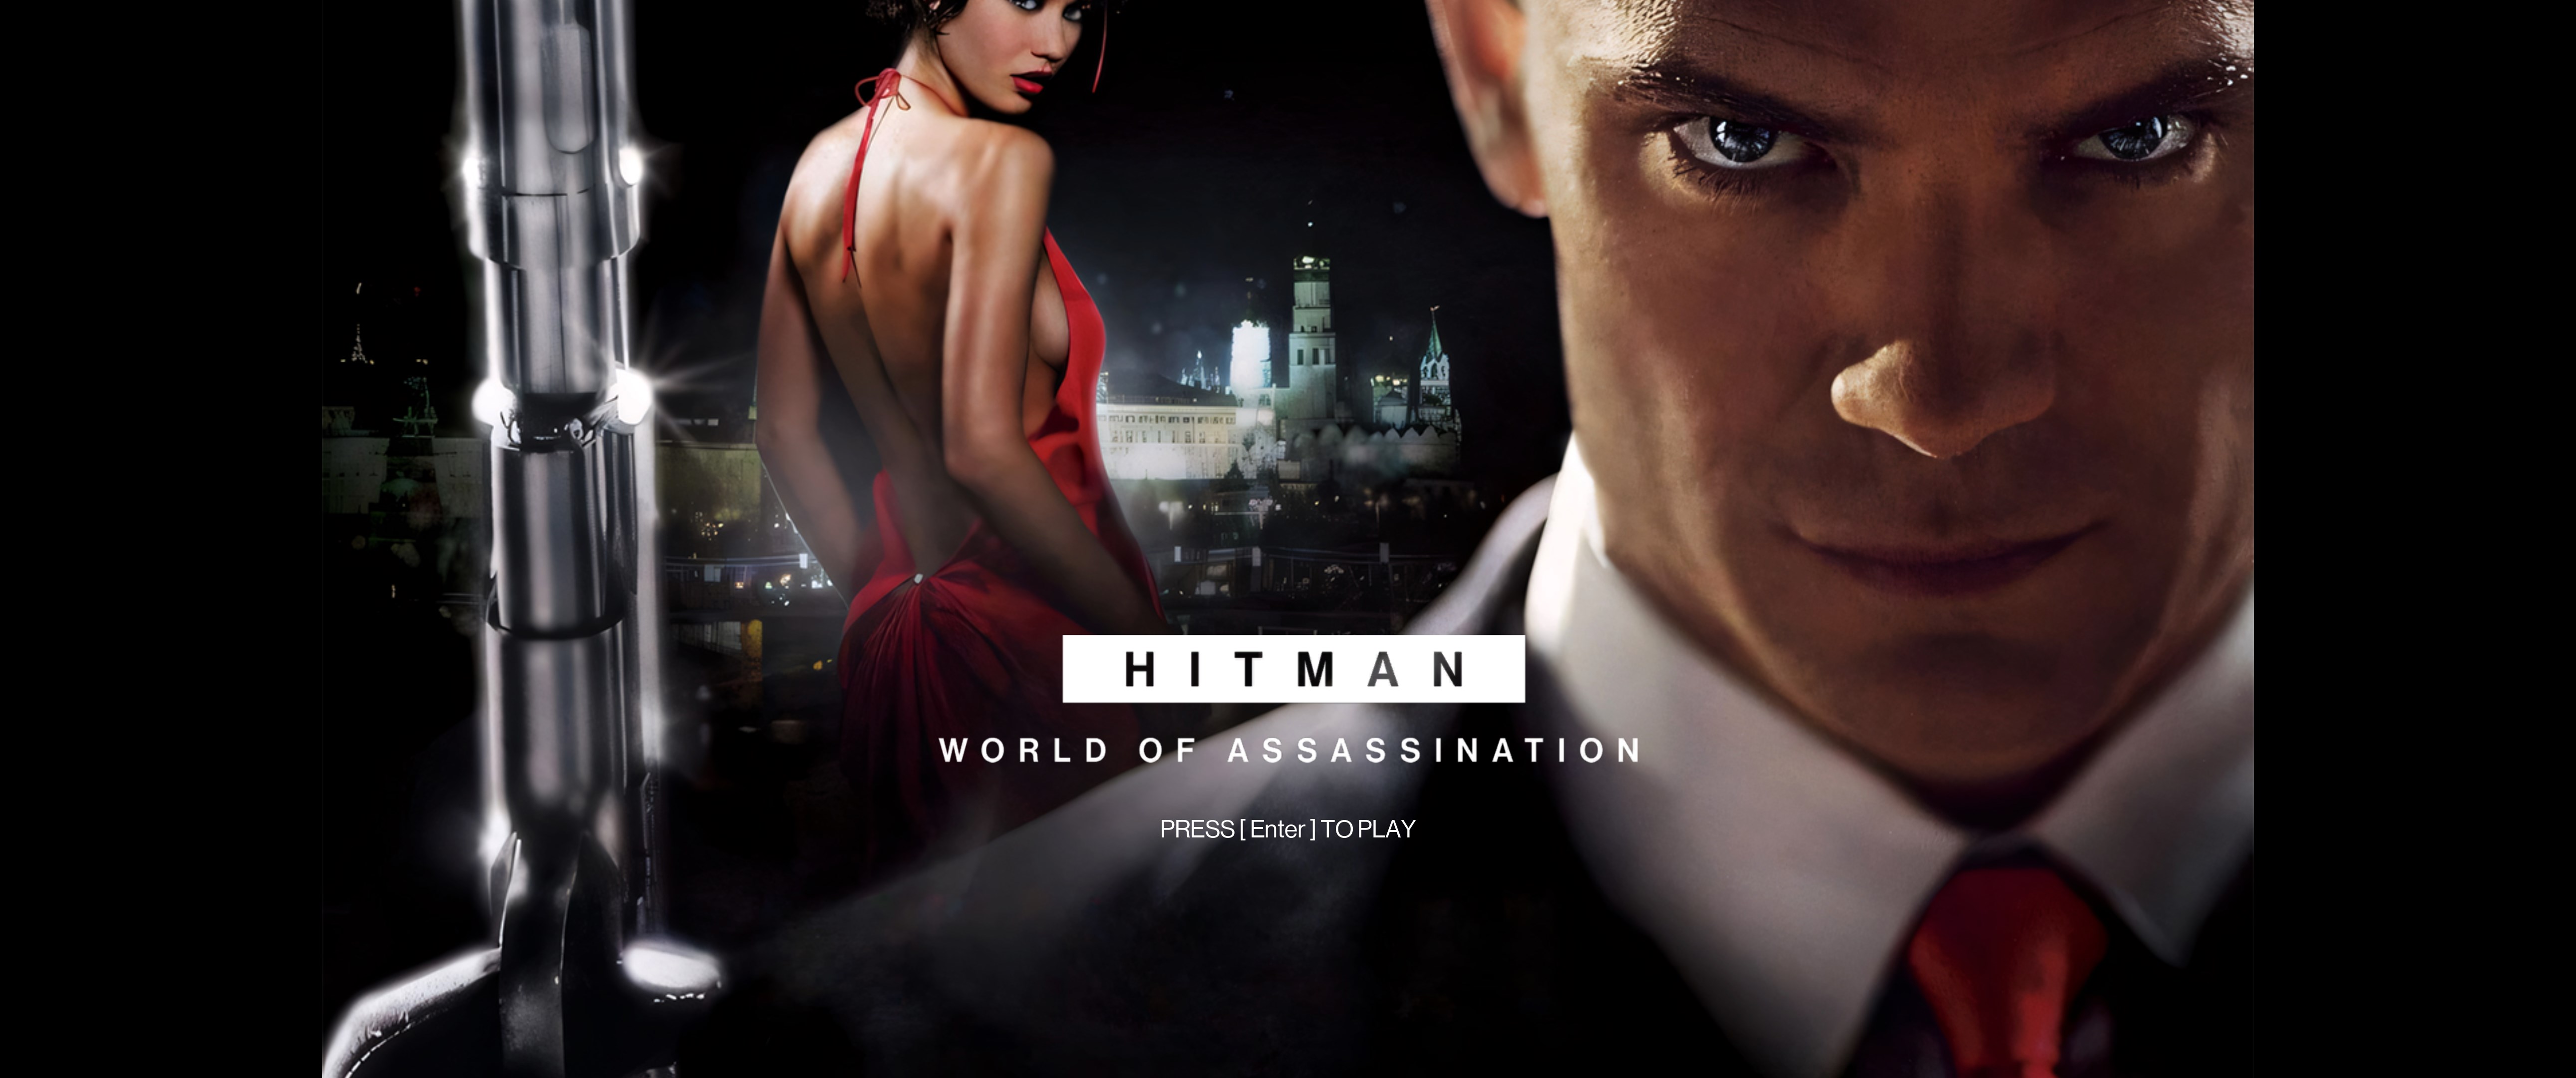 HITMAN
WORLD OF ASSASSINATION
PRESS [ Enter ] TO PLAY